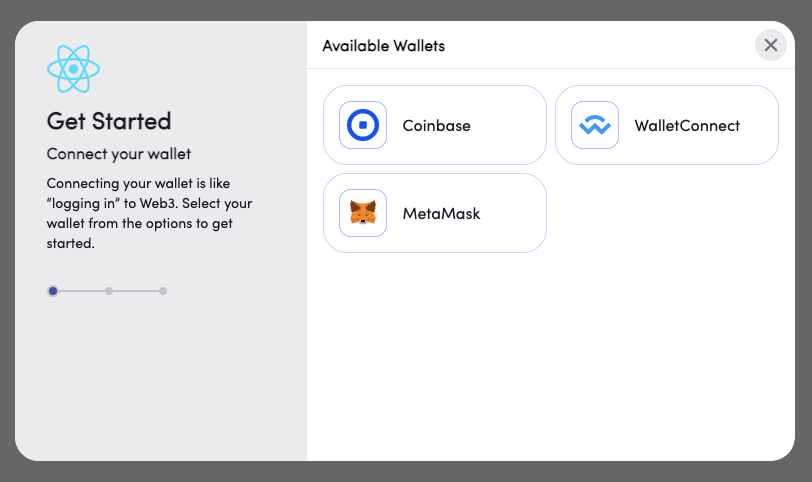 Get Started
Connect your wallet
Connecting your wallet is like
“logging in” to Web3. Select your
wallet from the options to get
started.
Available Wallets
Coinbase
WalletConnect
MetaMask